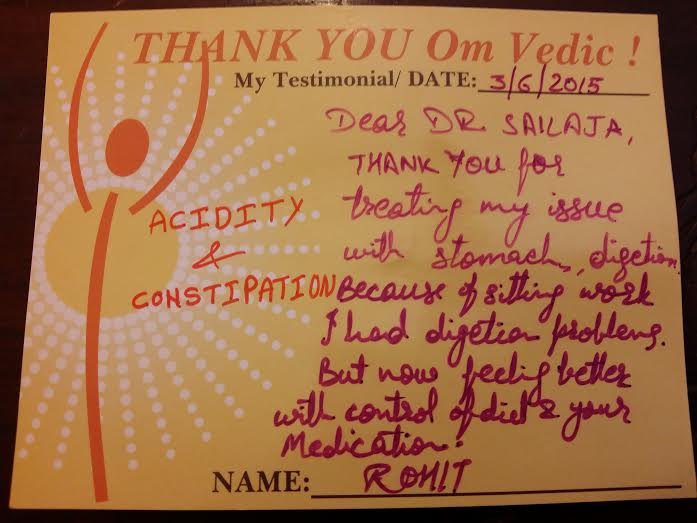 THANK YOU Om Vedic !
My Testimonial/ DATE: 3/6/2015
Dear DR. SAILAJA,
THANK YOU for
treating my issue
with stomach, digetion.
Because of sitting work
I had digetion problems.
But now feeling better
with control of diet & your
Medication.
ACIDITY
&
CONSTIPATION
NAME: ROHIT